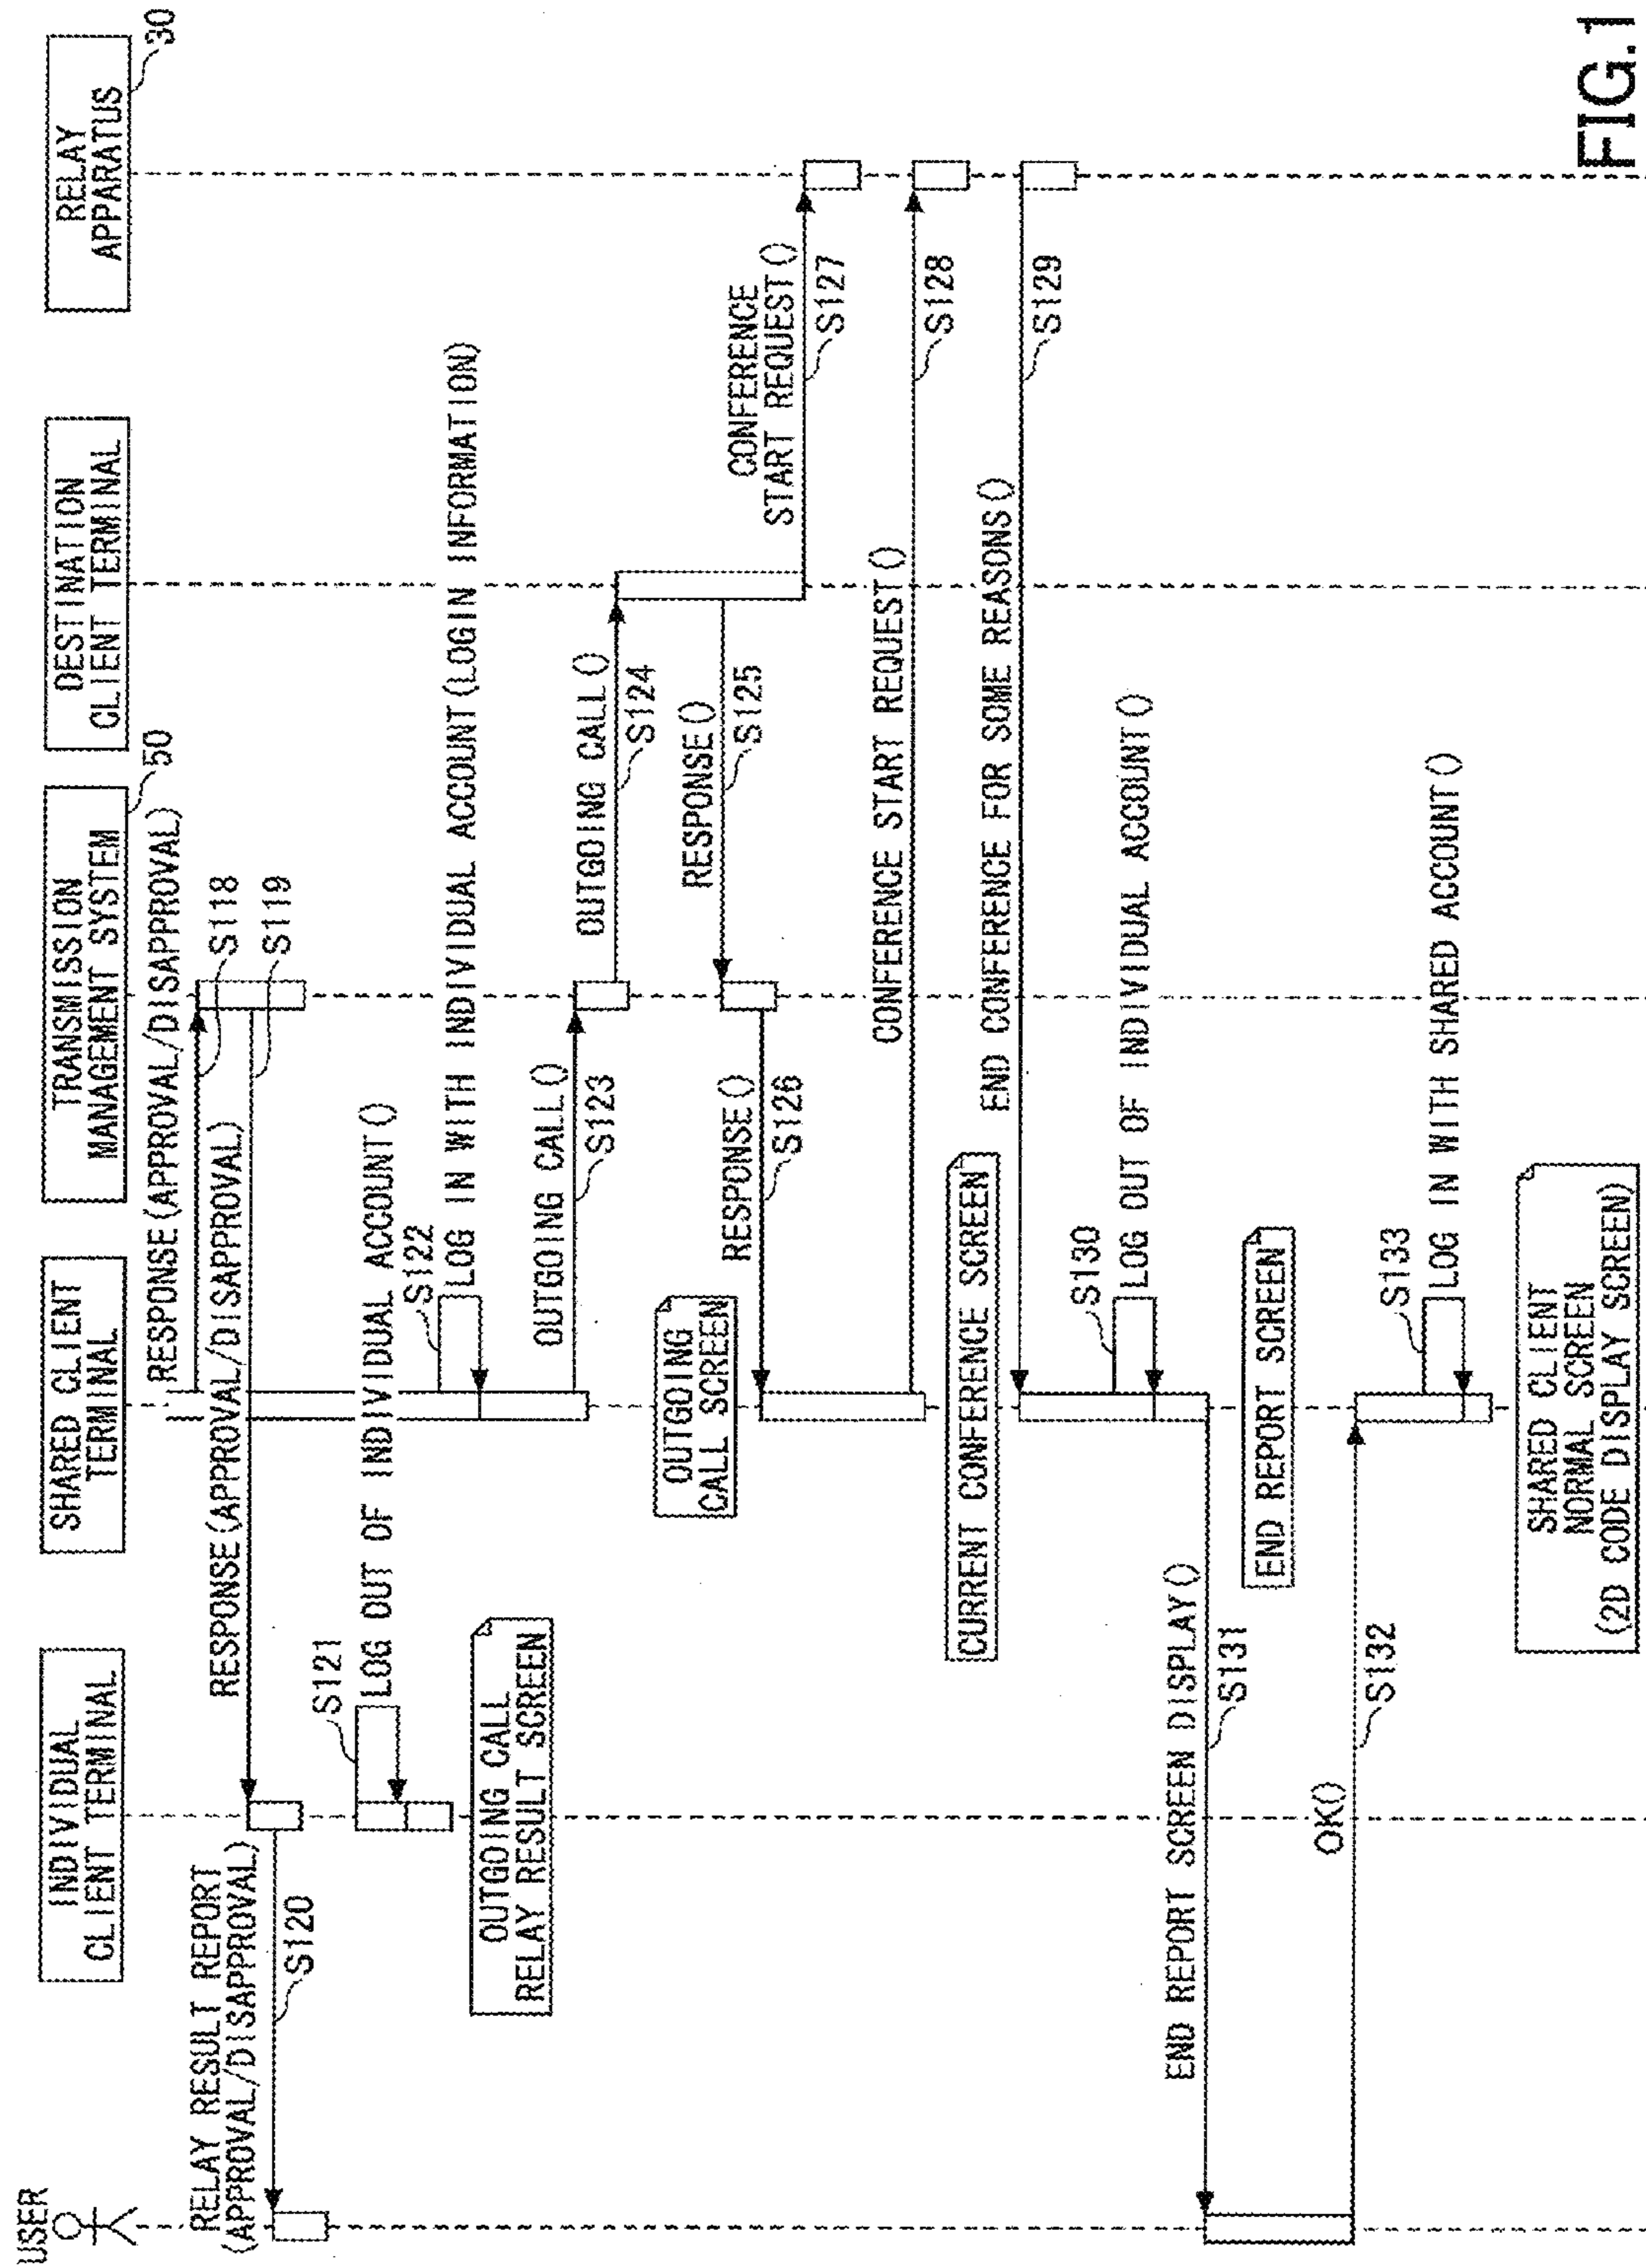 USER
INDIVIDUAL
CLIENT TERMINAL
SHARED CLIENT
TERMINAL
TRANSMISSION
MANAGEMENT SYSTEM
50
DESTINATION
CLIENT TERMINAL
RELAY
APPARATUS
30
RESPONSE(APPROVAL/DISAPPROVAL)
S118
RESPONSE(APPROVAL/DISAPPROVAL)
S119
RELAY RESULT REPORT
(APPROVAL/DISAPPROVAL)
S120
S121
LOG OUT OF INDIVIDUAL ACCOUNT()
S122
LOG IN WITH INDIVIDUAL ACCOUNT(LOGIN INFORMATION)
OUTGOING CALL
RELAY RESULT SCREEN
OUTGOING CALL()
S123
OUTGOING CALL()
S124
OUTGOING
CALL SCREEN
RESPONSE()
S125
RESPONSE()
S126
CONFERENCE
START REQUEST()
S127
CONFERENCE START REQUEST()
S128
CURRENT CONFERENCE SCREEN
END CONFERENCE FOR SOME REASONS()
S129
S130
LOG OUT OF INDIVIDUAL ACCOUNT()
END REPORT SCREEN DISPLAY()
S131
END REPORT SCREEN
OK()
S132
S133
LOG IN WITH SHARED ACCOUNT()
SHARED CLIENT
NORMAL SCREEN
(2D CODE DISPLAY SCREEN)
FIG.1